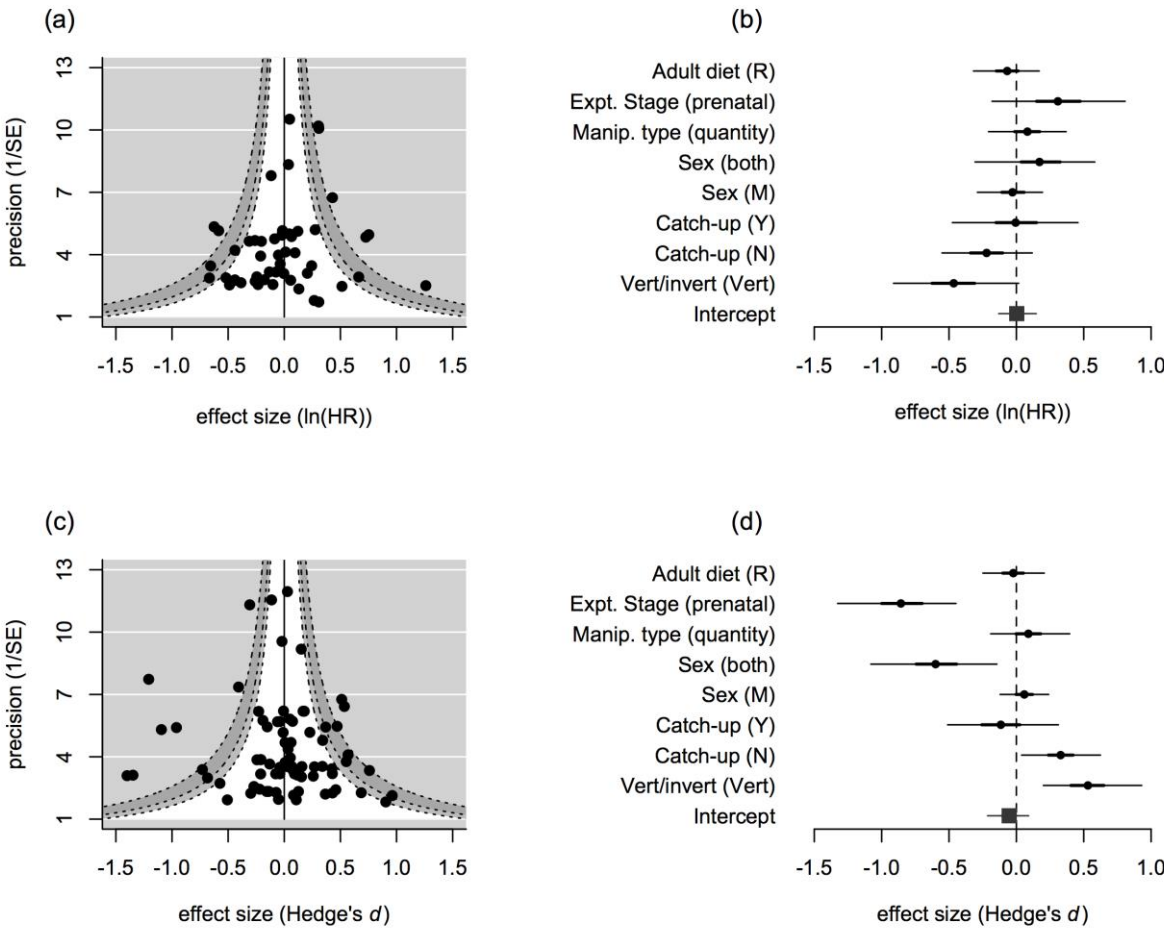 (a)
precision (1/SE)
13
10
7
4
1
-1.5 -1.0 -0.5 0.0 0.5 1.0 1.5
effect size (ln(HR))
(b)
Adult diet (R)
Expt. Stage (prenatal)
Manip. type (quantity)
Sex (both)
Sex (M)
Catch-up (Y)
Catch-up (N)
Vert/invert (Vert)
Intercept
-1.5 -1.0 -0.5 0.0 0.5 1.0
effect size (ln(HR))
(c)
precision (1/SE)
13
10
7
4
1
-1.5 -1.0 -0.5 0.0 0.5 1.0 1.5
effect size (Hedge's d)
(d)
Adult diet (R)
Expt. Stage (prenatal)
Manip. type (quantity)
Sex (both)
Sex (M)
Catch-up (Y)
Catch-up (N)
Vert/invert (Vert)
Intercept
-1.5 -1.0 -0.5 0.0 0.5 1.0
effect size (Hedge's d)